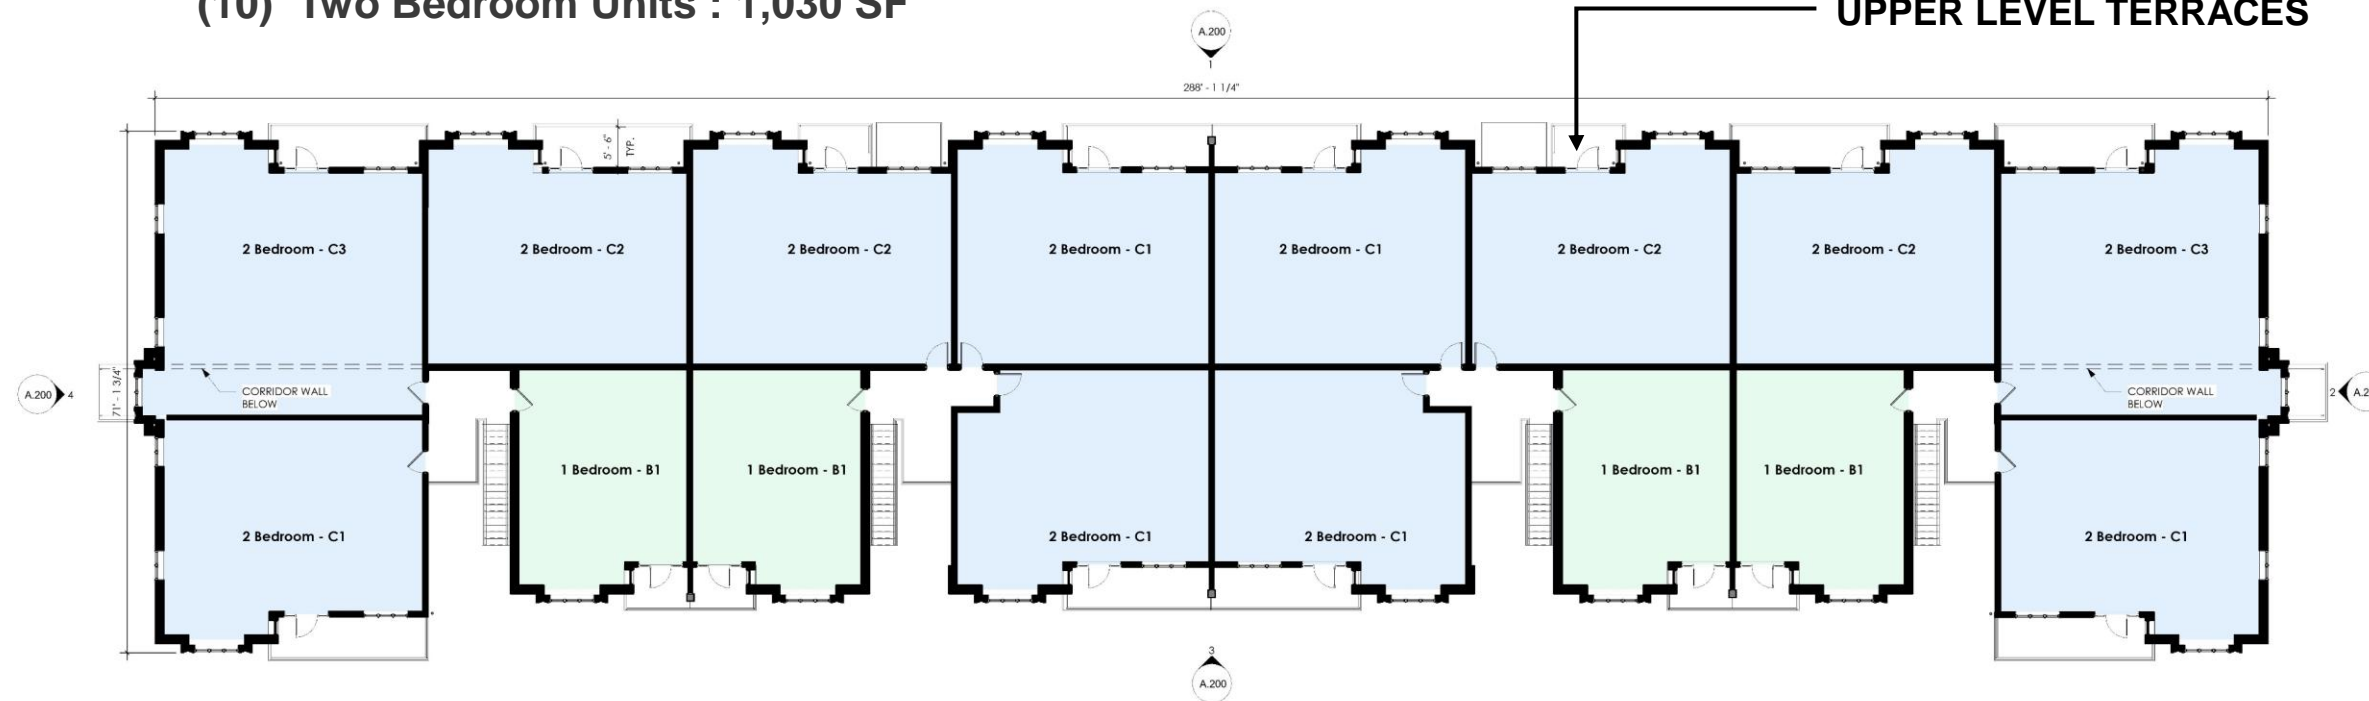 (10) Two Bedroom Units : 1,030 SF
UPPER LEVEL TERRACES
A.200
1
288' - 1 1/4"
5' - 6"
TYP.
2 Bedroom - C3
2 Bedroom - C2
2 Bedroom - C2
2 Bedroom - C1
2 Bedroom - C1
2 Bedroom - C2
2 Bedroom - C2
2 Bedroom - C3
A.200
4
71' - 1 3/4"
CORRIDOR WALL
BELOW
CORRIDOR WALL
BELOW
2
A.2
1 Bedroom - B1
1 Bedroom - B1
1 Bedroom - B1
1 Bedroom - B1
2 Bedroom - C1
2 Bedroom - C1
2 Bedroom - C1
2 Bedroom - C1
3
A.200